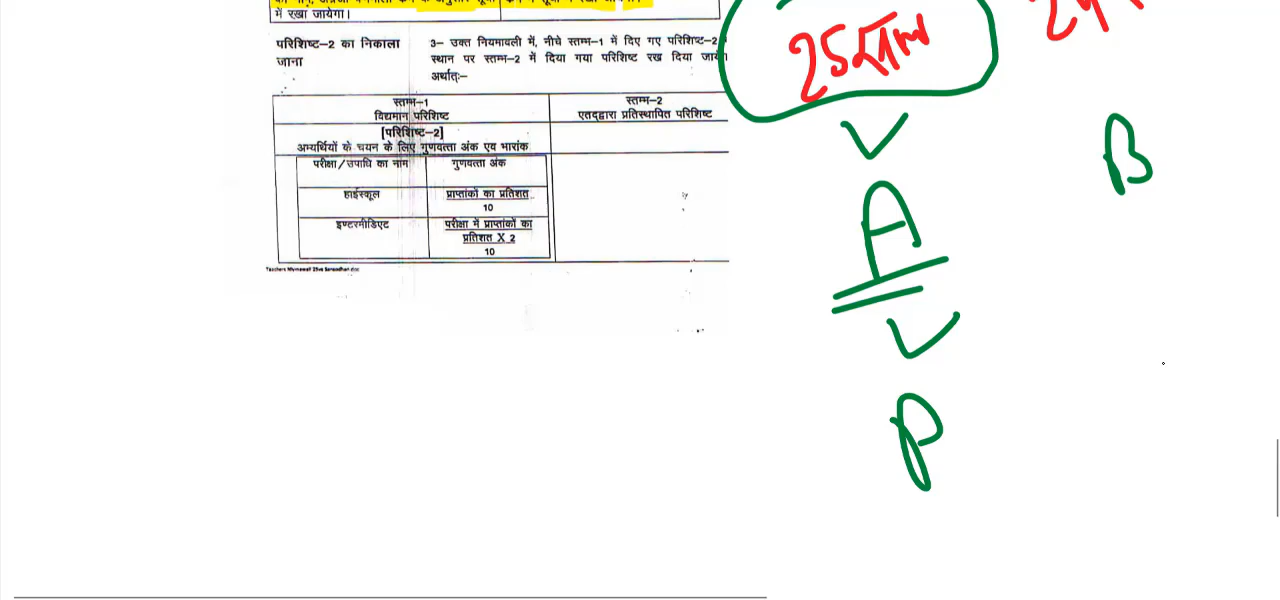 में रखा जायेगा।
परिशिष्ट-2 का निकाला
जाना
3- उक्त नियमावली में, नीचे स्तम्भ-1 में दिए गए परिशिष्ट-2
स्थान पर स्तम्भ-2 में दिया गया परिशिष्ट रख दिया
अर्थात्:-
स्तम्भ-1
विद्यमान परिशिष्ट
स्तम्भ-2
एतद्द्वारा प्रतिस्थापित परिशिष्ट
[परिशिष्ट-2]
अभ्यर्थियों के चयन के लिए गुणवत्ता अंक एव भारांक
परीक्षा/उपाधि का नाम
गुणवत्ता अंक
हाईस्कूल
प्राप्तांकों का प्रतिशत
10
इण्टरमीडिएट
परीक्षा में प्राप्तांकों का
प्रतिशत X 2
10
25 साल
A
P
B